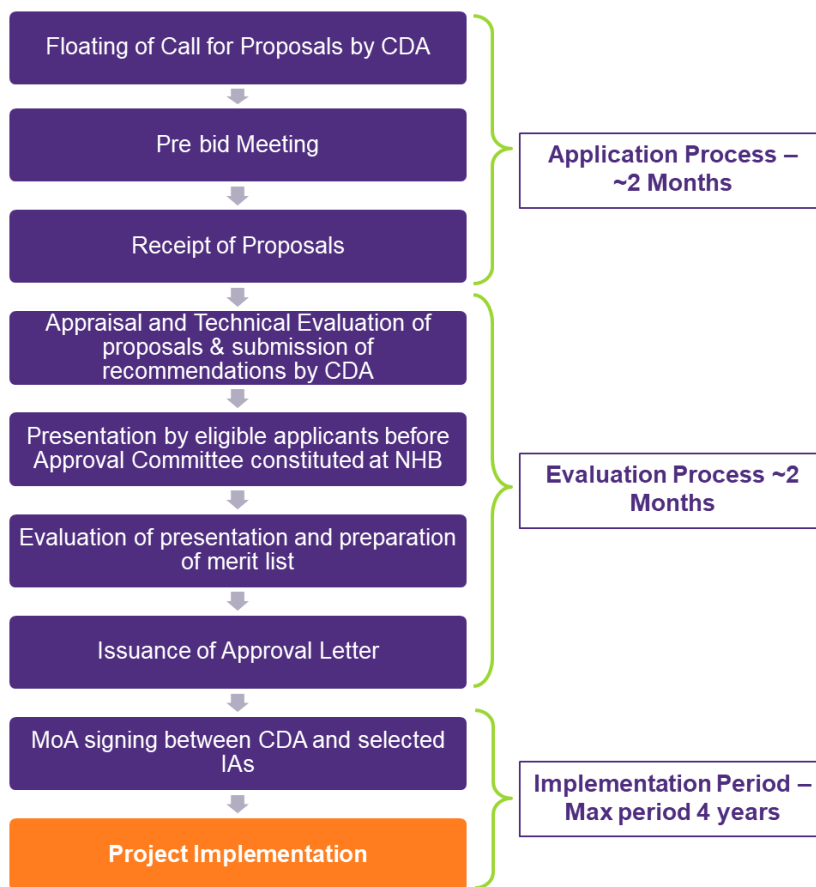 Floating of Call for Proposals by CDA
Pre bid Meeting
Application Process –
~2 Months
Receipt of Proposals
Appraisal and Technical Evaluation of
proposals & submission of
recommendations by CDA
Presentation by eligible applicants before
Approval Committee constituted at NHB
Evaluation Process ~2
Months
Evaluation of presentation and preparation
of merit list
Issuance of Approval Letter
MoA signing between CDA and selected
IAs
Implementation Period –
Max period 4 years
Project Implementation